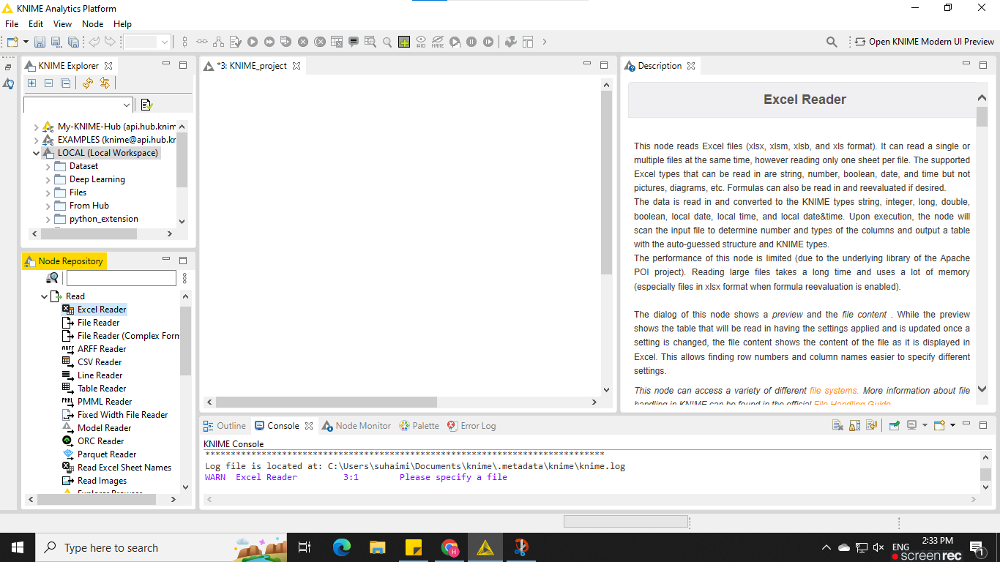 KNIME Analytics Platform
File Edit View Node Help
Open KNIME Modern UI Preview
KNIME Explorer
My-KNIME-Hub (api.hub.knim
EXAMPLES (knime@api.hub.kr
LOCAL (Local Workspace)
Dataset
Deep Learning
Files
From Hub
python_extension
Node Repository
Read
Excel Reader
File Reader
File Reader (Complex Form
ARFF Reader
CSV Reader
Line Reader
Table Reader
PMML Reader
Fixed Width File Reader
Model Reader
ORC Reader
Parquet Reader
Read Excel Sheet Names
Read Images
*3: KNIME_project
Description
Excel Reader
This node reads Excel files (xlsx, xlsm, xlsb, and xls format). It can read a single or
multiple files at the same time, however reading only one sheet per file. The supported
Excel types that can be read in are string, number, boolean, date, and time but not
pictures, diagrams, etc. Formulas can also be read in and reevaluated if desired.
The data is read in and converted to the KNIME types string, integer, long, double,
boolean, local date, local time, and local date&time. Upon execution, the node will
scan the input file to determine number and types of the columns and output a table
with the auto-guessed structure and KNIME types.
The performance of this node is limited (due to the underlying library of the Apache
POI project). Reading large files takes a long time and uses a lot of memory
(especially files in xlsx format when formula reevaluation is enabled).
The dialog of this node shows a preview and the file content . While the preview
shows the table that will be read in having the settings applied and is updated once a
setting is changed, the file content shows the content of the file as it is displayed in
Excel. This allows finding row numbers and column names easier to specify different
settings.
This node can access a variety of different file systems. More information about file
handling in KNIME can be found in the official File Handling Guide
Outline Console Node Monitor Palette Error Log
KNIME Console
Log file is located at: C:\Users\suhaimi\Documents\knime\.metadata\knime\knime.log
WARN Excel Reader 3:1 Please specify a file
Type here to search
ENG
2:33 PM
screenrec
1